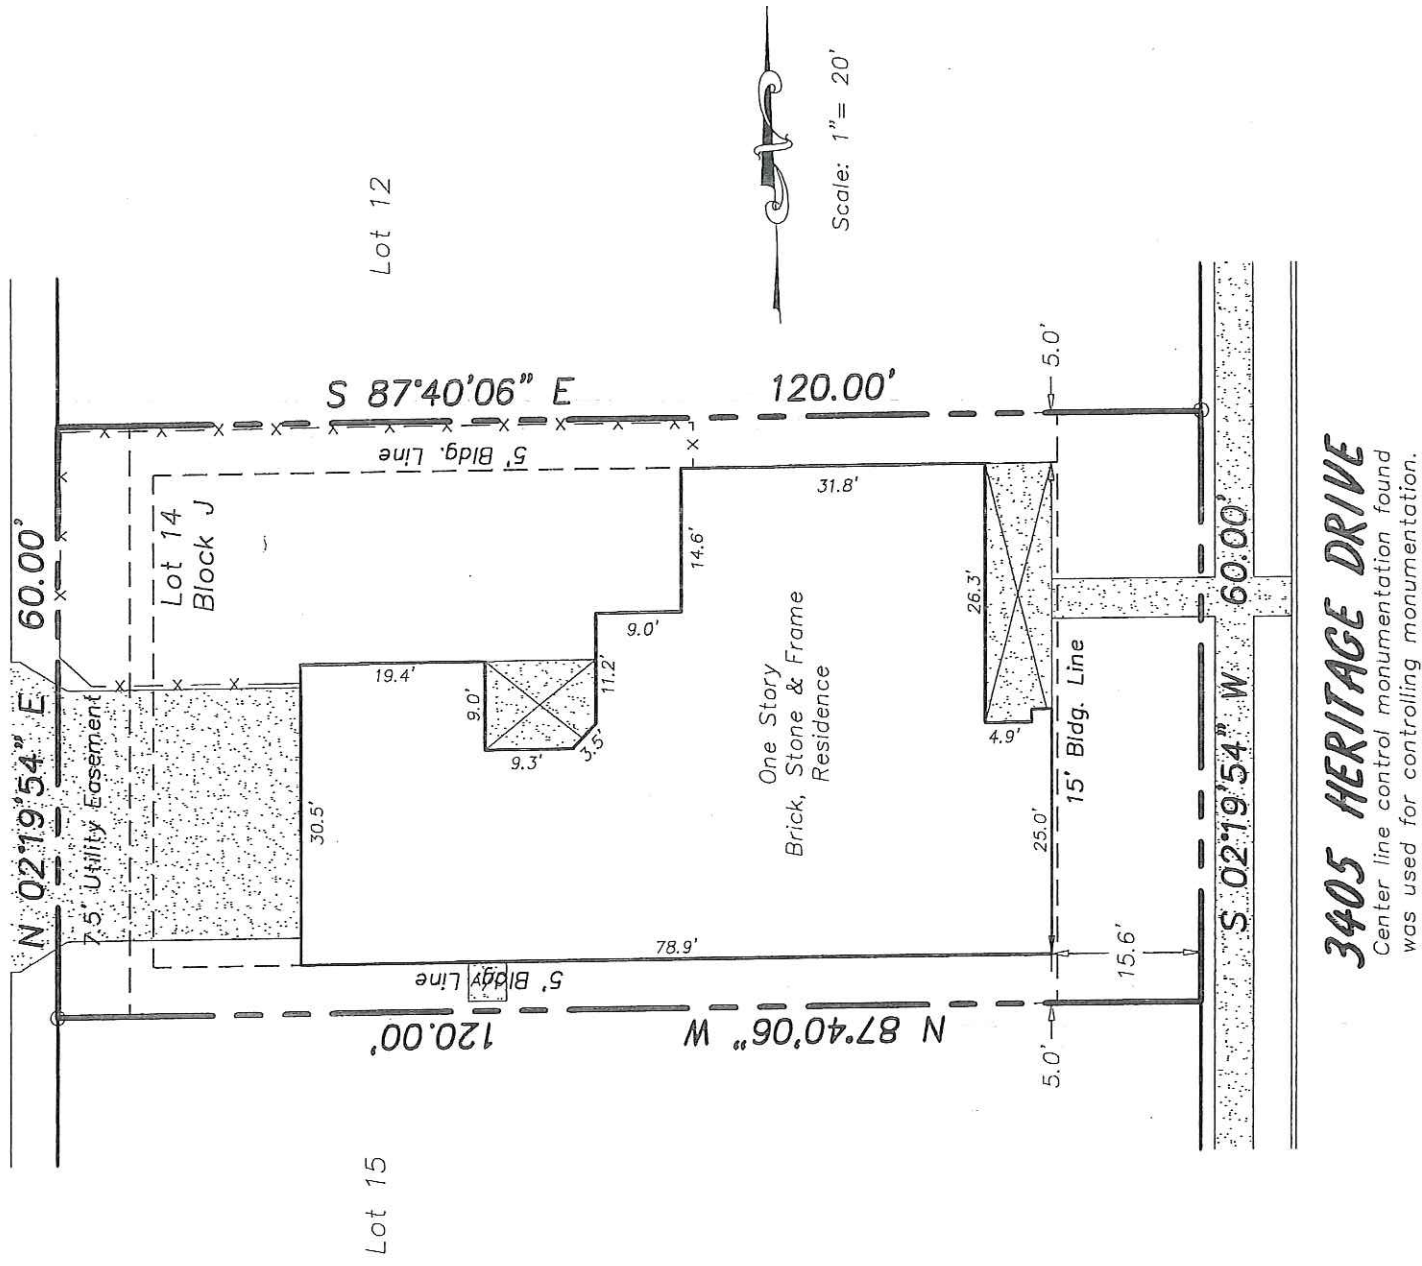 Lot 12
Scale: 1"= 20'
S 87°40'06" E 120.00'
5.0'
5' Bldg. Line
N 02°19'54" E 60.00'
7.5' Utility Easement
Lot 14
Block J
19.4'
9.0'
9.3'
3.5'
11.2'
9.0'
14.6'
31.8'
26.3'
4.9'
30.5'
One Story
Brick, Stone & Frame
Residence
25.0'
15' Bldg. Line
78.9'
15.6'
5' Bldg. Line
N 87°40'06" W 120.00'
5.0'
S 02°19'54" W 60.00'
Lot 15
3405 HERITAGE DRIVE
Center line control monumentation found
was used for controlling monumentation.